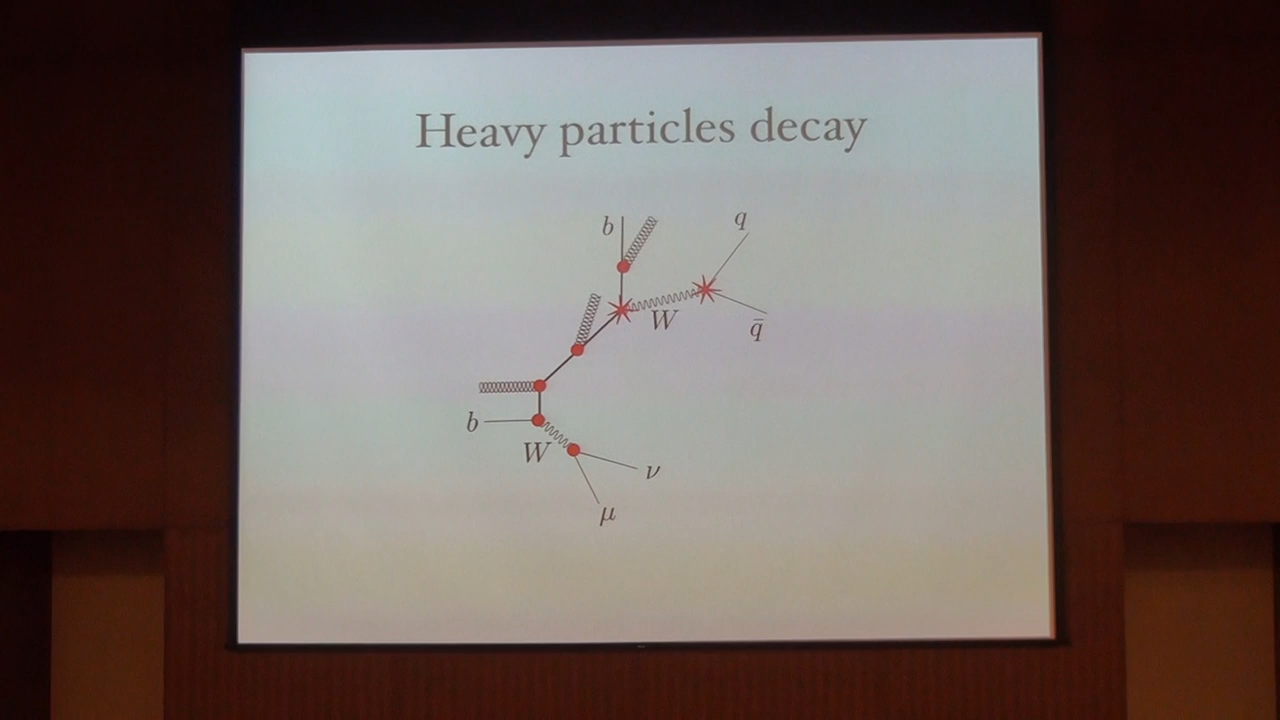 Heavy particles decay
b
q
W
q̄
b
W
ν
μ